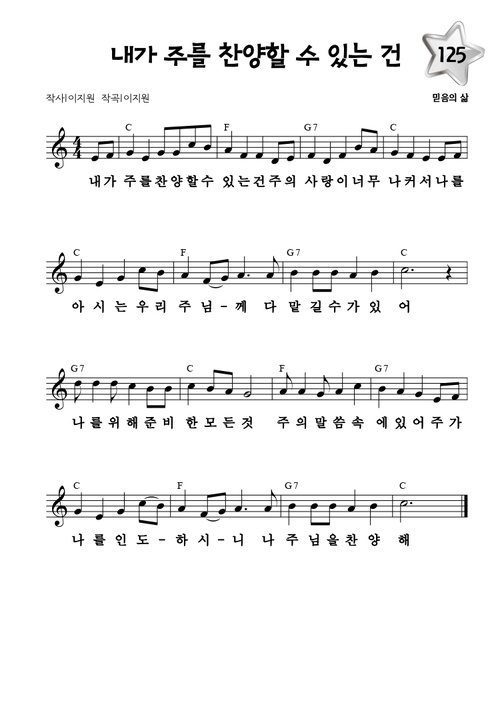 내가 주를 찬양할 수 있는 건
125
작사|이지원 작곡|이지원
믿음의 삶
C F G7 C
내가 주를찬양할수 있는건주의 사랑이너무 나커서나를
C F G7 C
아시는우리주님-께 다 맡길수가있 어
G7 C F G7
나를위해준비한모든것 주의말씀속 에있어주가
C F G7 C
나를인도-하시-니 나주님을찬양 해